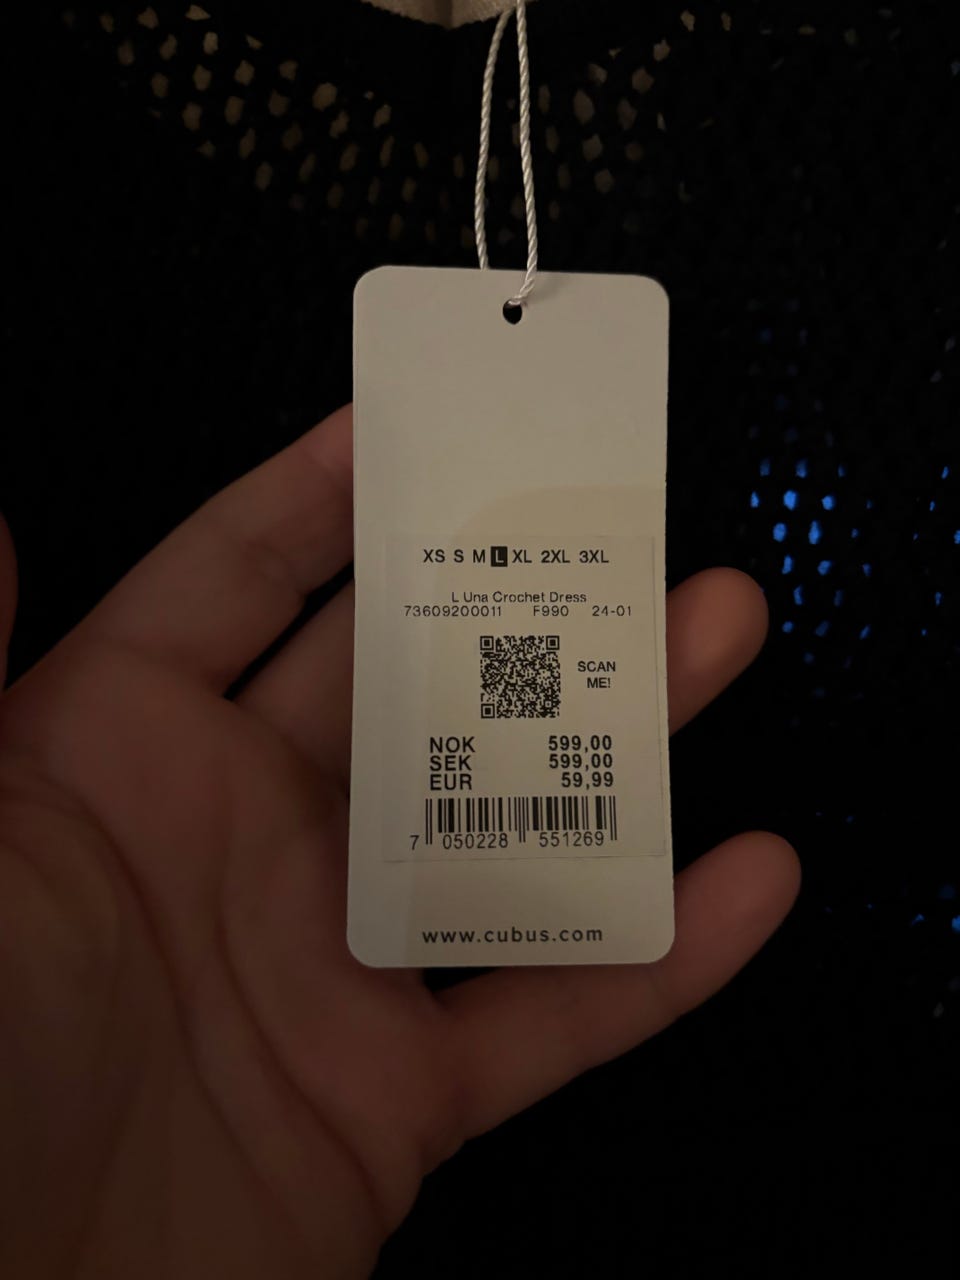 XS S M L XL 2XL 3XL
L Una Crochet Dress
73609200011 F990 24-01
SCAN
ME!
NOK 599,00
SEK 599,00
EUR 59,99
7 050228 551269
www.cubus.com